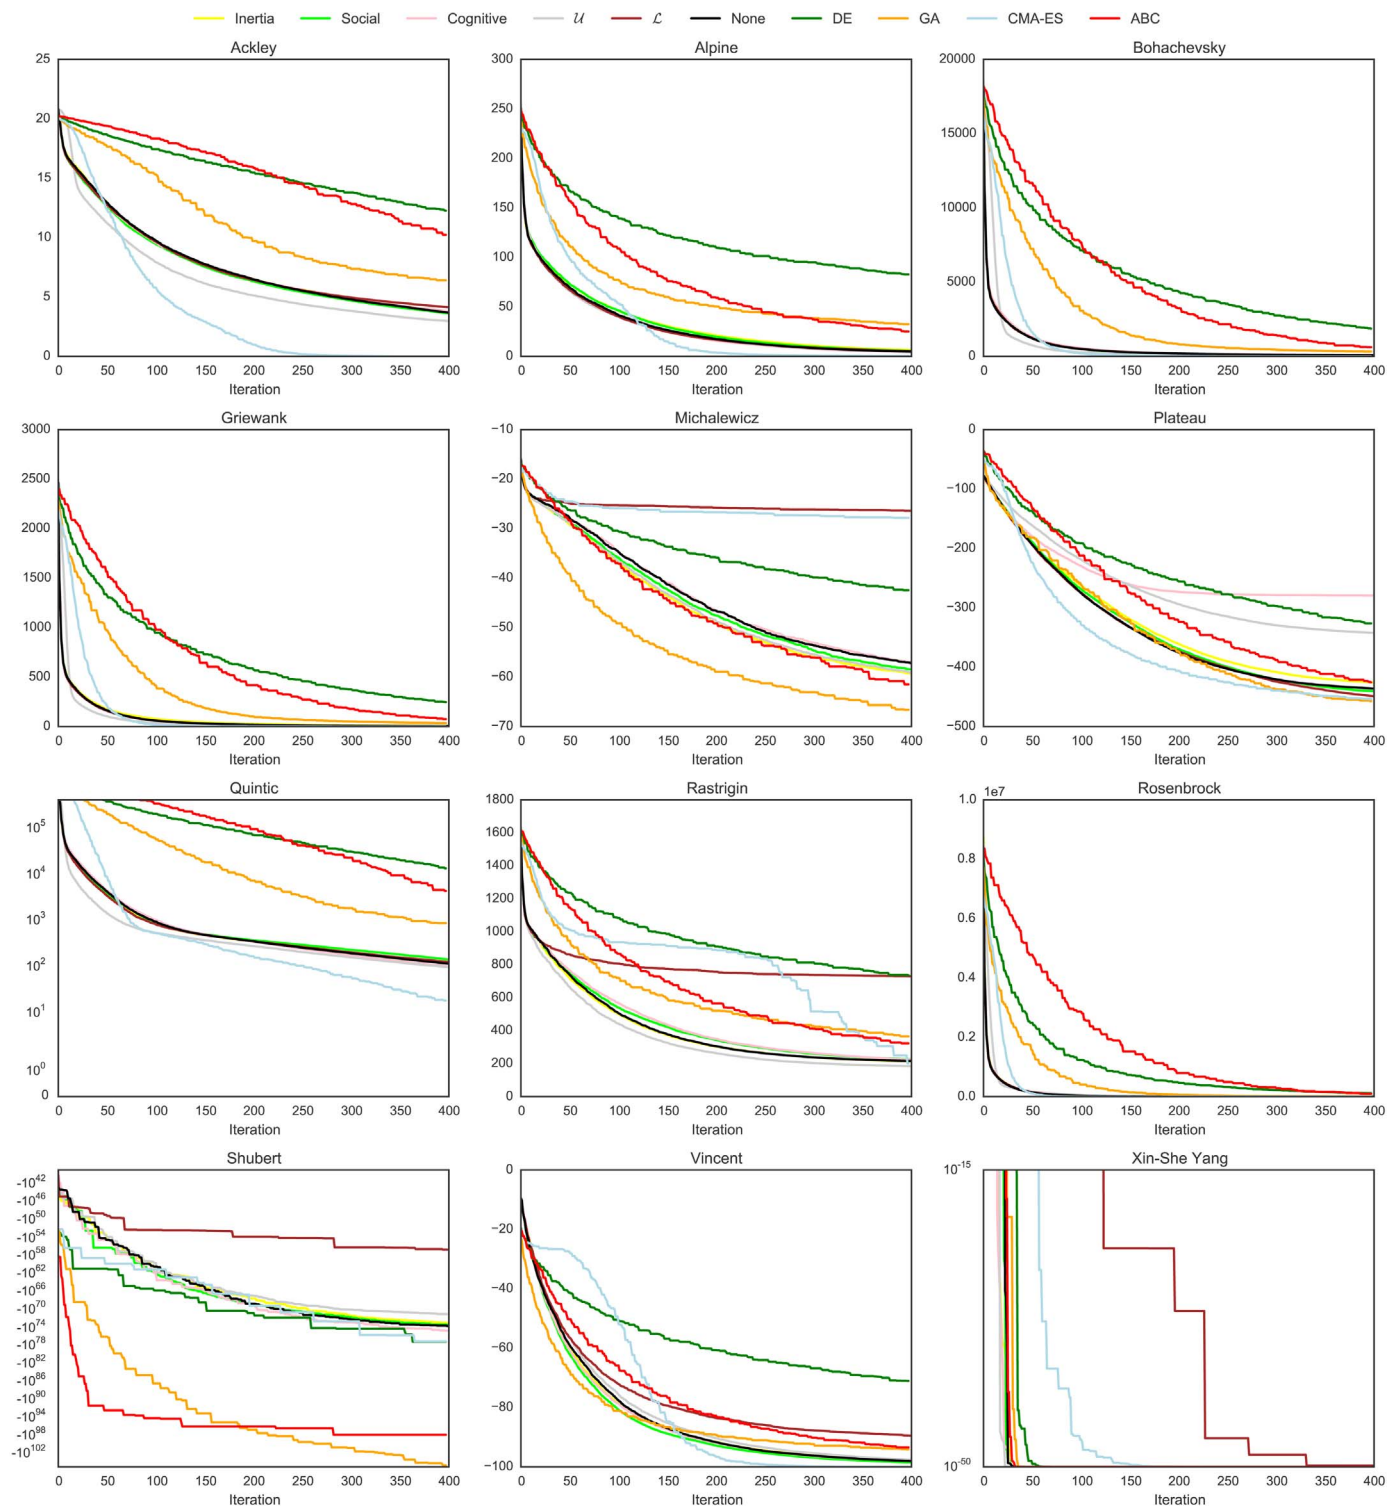 Inertia Social Cognitive 𝒰 ℒ None DE GA CMA-ES ABC
Ackley
25
20
15
10
5
0
0 50 100 150 200 250 300 350 400
Iteration
Alpine
300
250
200
150
100
50
0
0 50 100 150 200 250 300 350 400
Iteration
Bohachevsky
20000
15000
10000
5000
0
0 50 100 150 200 250 300 350 400
Iteration
Griewank
3000
2500
2000
1500
1000
500
0
0 50 100 150 200 250 300 350 400
Iteration
Michalewicz
−10
−20
−30
−40
−50
−60
−70
0 50 100 150 200 250 300 350 400
Iteration
Plateau
0
−100
−200
−300
−400
−500
0 50 100 150 200 250 300 350 400
Iteration
Quintic
10^5
10^4
10^3
10^2
10^1
10^0
0
0 50 100 150 200 250 300 350 400
Iteration
Rastrigin
1800
1600
1400
1200
1000
800
600
400
200
0
0 50 100 150 200 250 300 350 400
Iteration
Rosenbrock
1e7
1.0
0.8
0.6
0.4
0.2
0.0
0 50 100 150 200 250 300 350 400
Iteration
Shubert
-10^42
-10^46
-10^50
-10^54
-10^58
-10^62
-10^66
-10^70
-10^74
-10^78
-10^82
-10^86
-10^90
-10^94
-10^98
-10^102
0 50 100 150 200 250 300 350 400
Iteration
Vincent
0
−20
−40
−60
−80
−100
0 50 100 150 200 250 300 350 400
Iteration
Xin-She Yang
10^-15
10^-50
0 50 100 150 200 250 300 350 400
Iteration